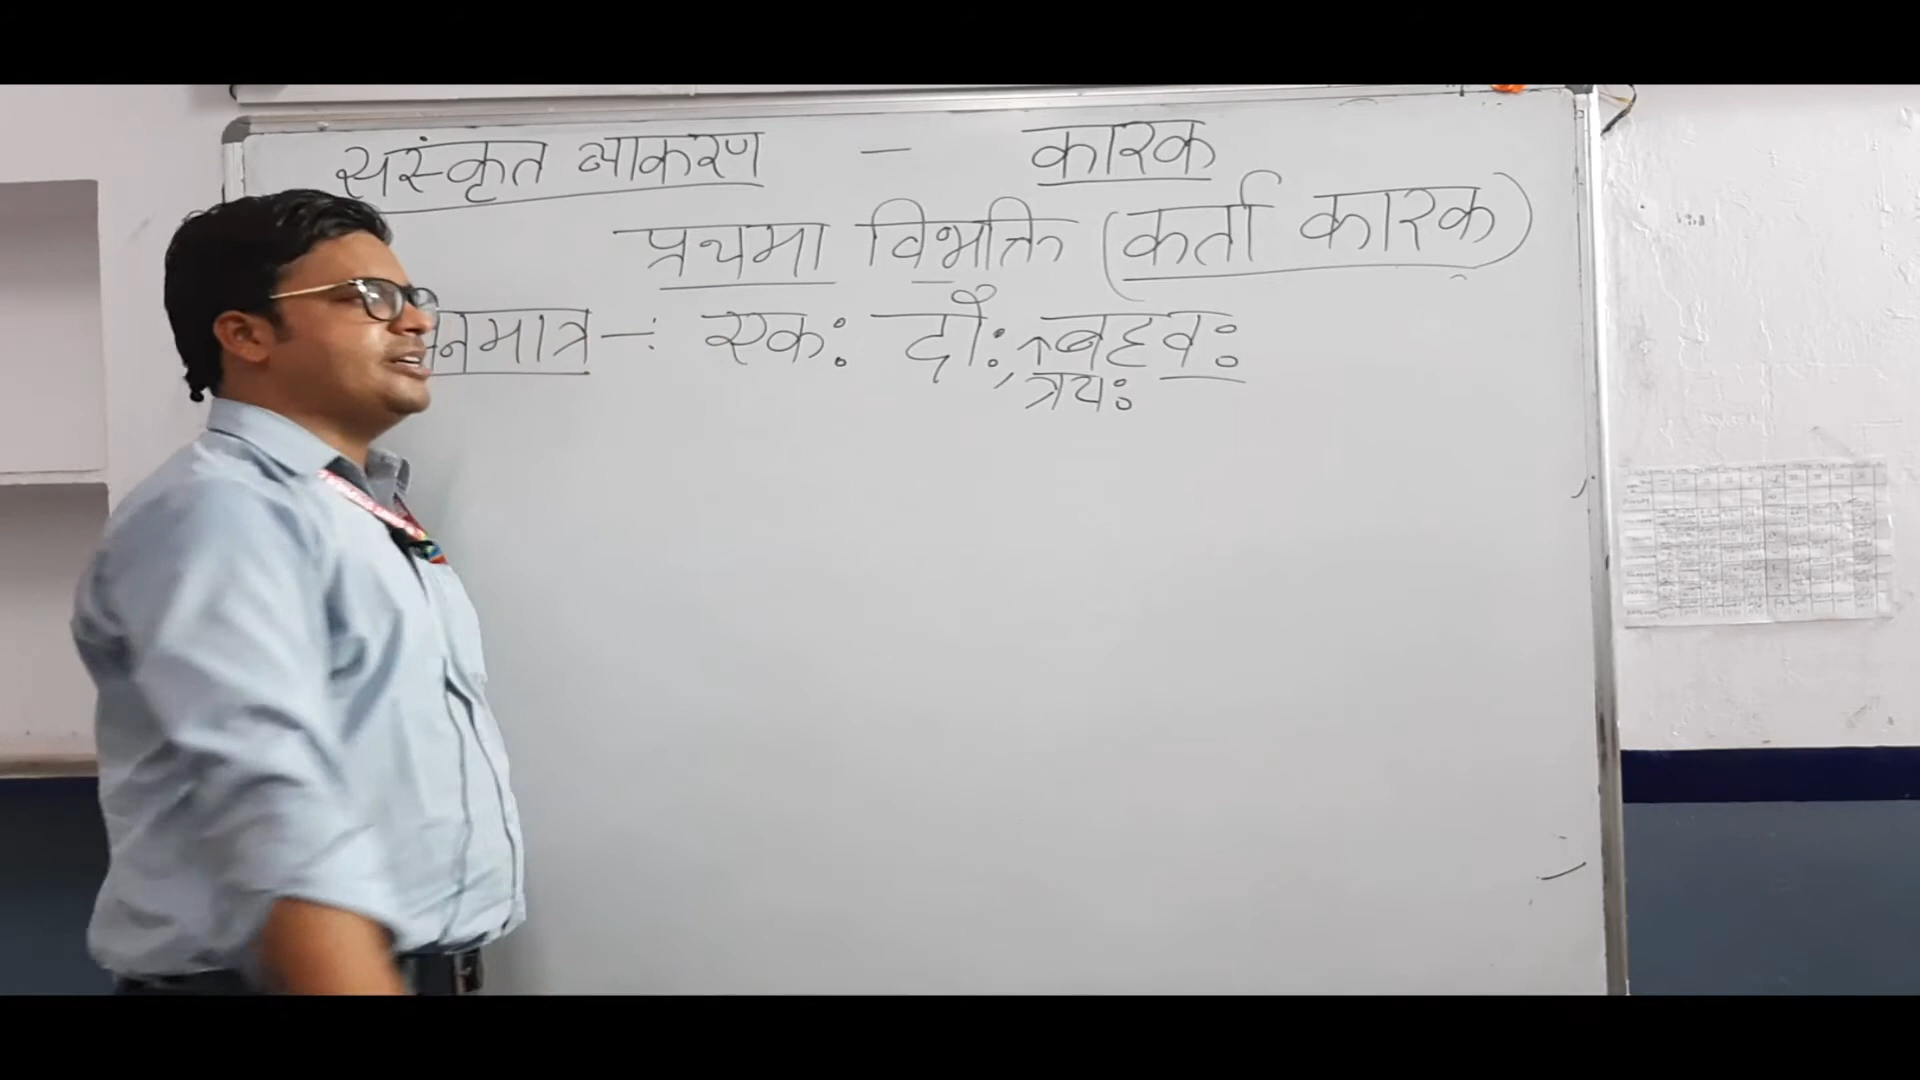 संस्कृत व्याकरण - कारक
प्रथमा विभक्ति (कर्ता कारक)
नमात्र -: एक: दौ:, बहव:
त्रय: